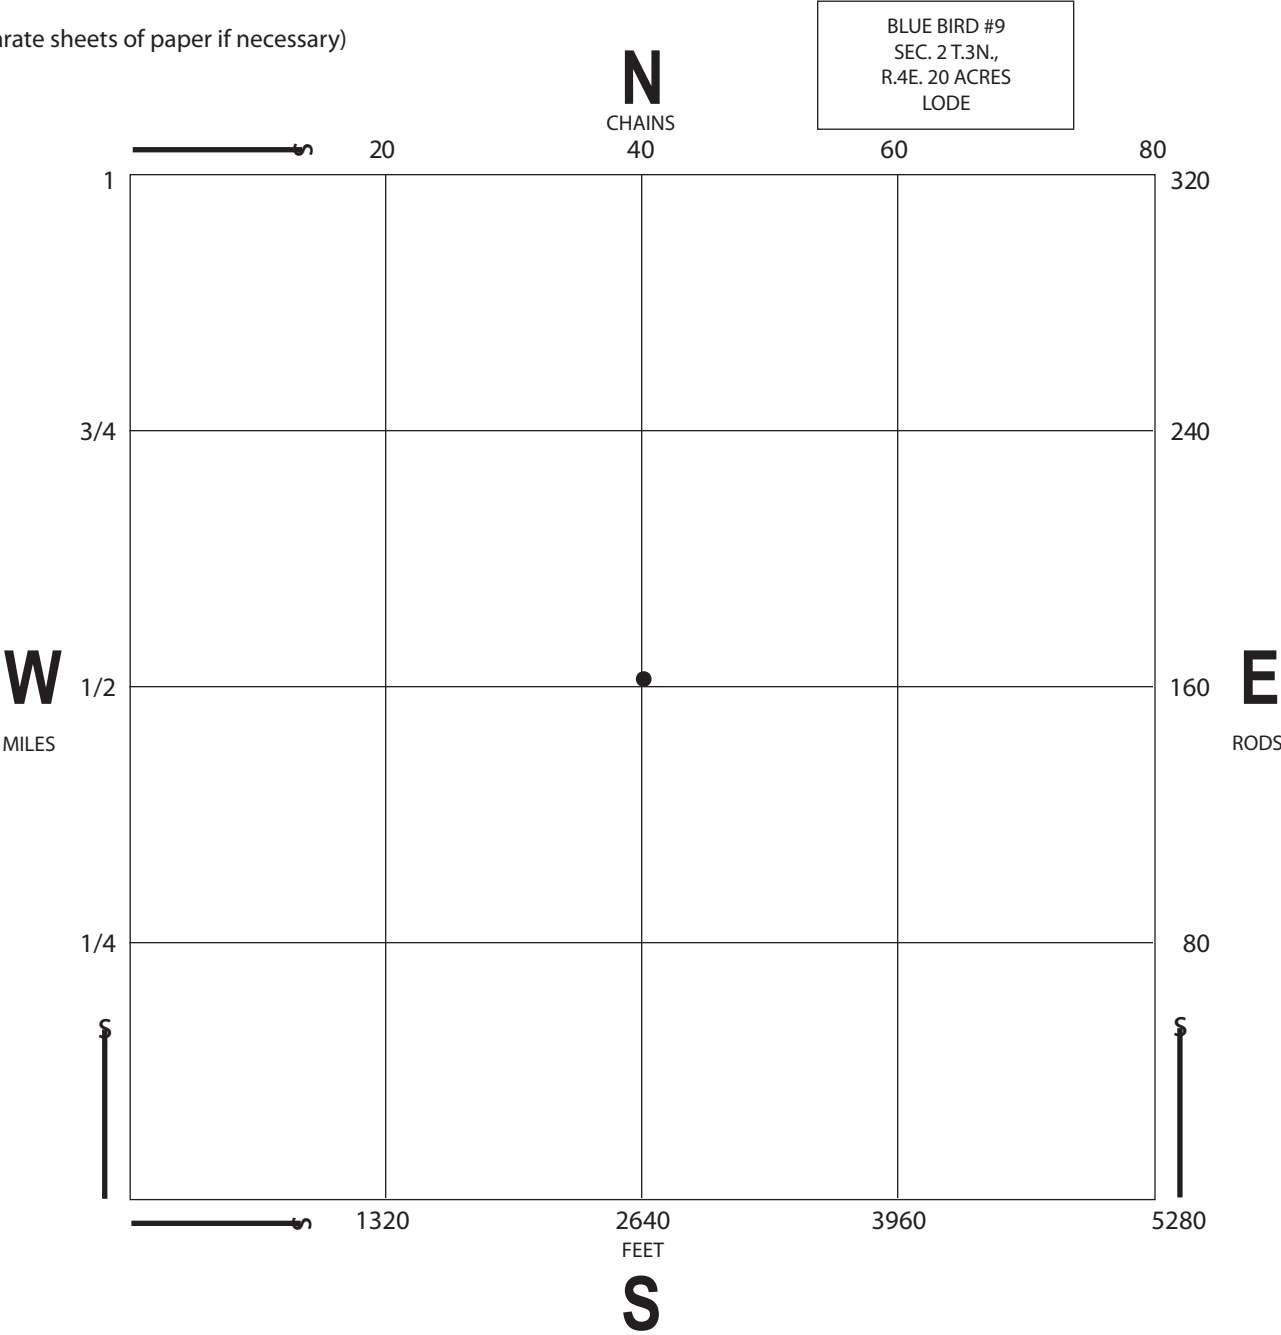 BLUE BIRD #9
SEC. 2 T.3N.,
R.4E. 20 ACRES
LODE
arate sheets of paper if necessary)
N
CHAINS
20 40 60 80
1 320
3/4 240
W 1/2 160 E
MILES RODS
1/4 80
S S
1320 2640 3960 5280
FEET
S